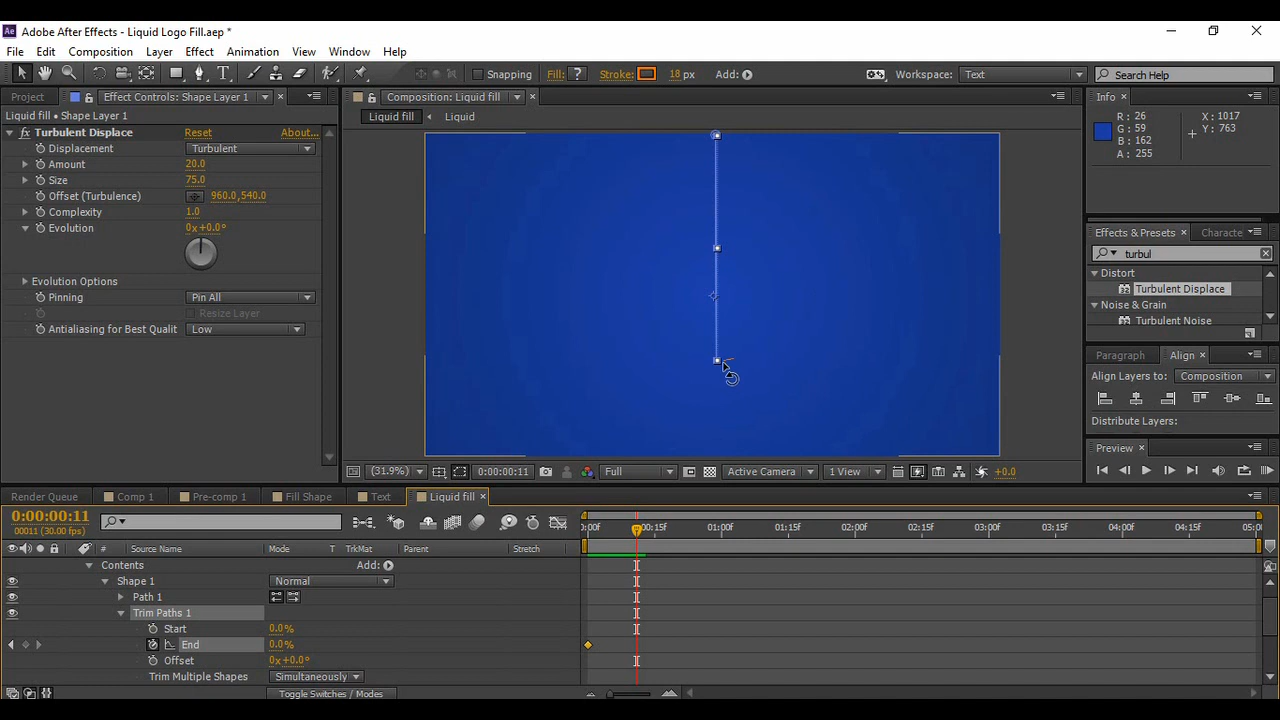 Adobe After Effects - Liquid Logo Fill.aep *
File Edit Composition Layer Effect Animation View Window Help
Snapping Fill: ? Stroke: 18 px Add: Workspace: Text Search Help
Project Effect Controls: Shape Layer 1
Liquid fill • Shape Layer 1
fx Turbulent Displace Reset About...
Displacement Turbulent
Amount 20.0
Size 75.0
Offset (Turbulence) 960.0,540.0
Complexity 1.0
Evolution 0x+0.0°
Evolution Options
Pinning Pin All
Resize Layer
Antialiasing for Best Qualit Low
Composition: Liquid fill
Liquid fill Liquid
(31.9%) 0:00:00:11 Full Active Camera 1 View +0.0
Info
R: 26
G: 59
B: 162
A: 255
X: 1017
Y: 763
Effects & Presets Characte
turbul
Distort
Turbulent Displace
Noise & Grain
Turbulent Noise
Paragraph Align
Align Layers to: Composition
Distribute Layers:
Preview
Render Queue Comp 1 Pre-comp 1 Fill Shape Text Liquid fill
0:00:00:11
00011 (30.00 fps)
0:00f 00:15f 01:00f 01:15f 02:00f 02:15f 03:00f 03:15f 04:00f 04:15f 05:0
# Source Name Mode T TrkMat Parent Stretch
Contents Add:
Shape 1 Normal
Path 1
Trim Paths 1
Start 0.0%
End 0.0%
Offset 0x+0.0°
Trim Multiple Shapes Simultaneously
Toggle Switches / Modes